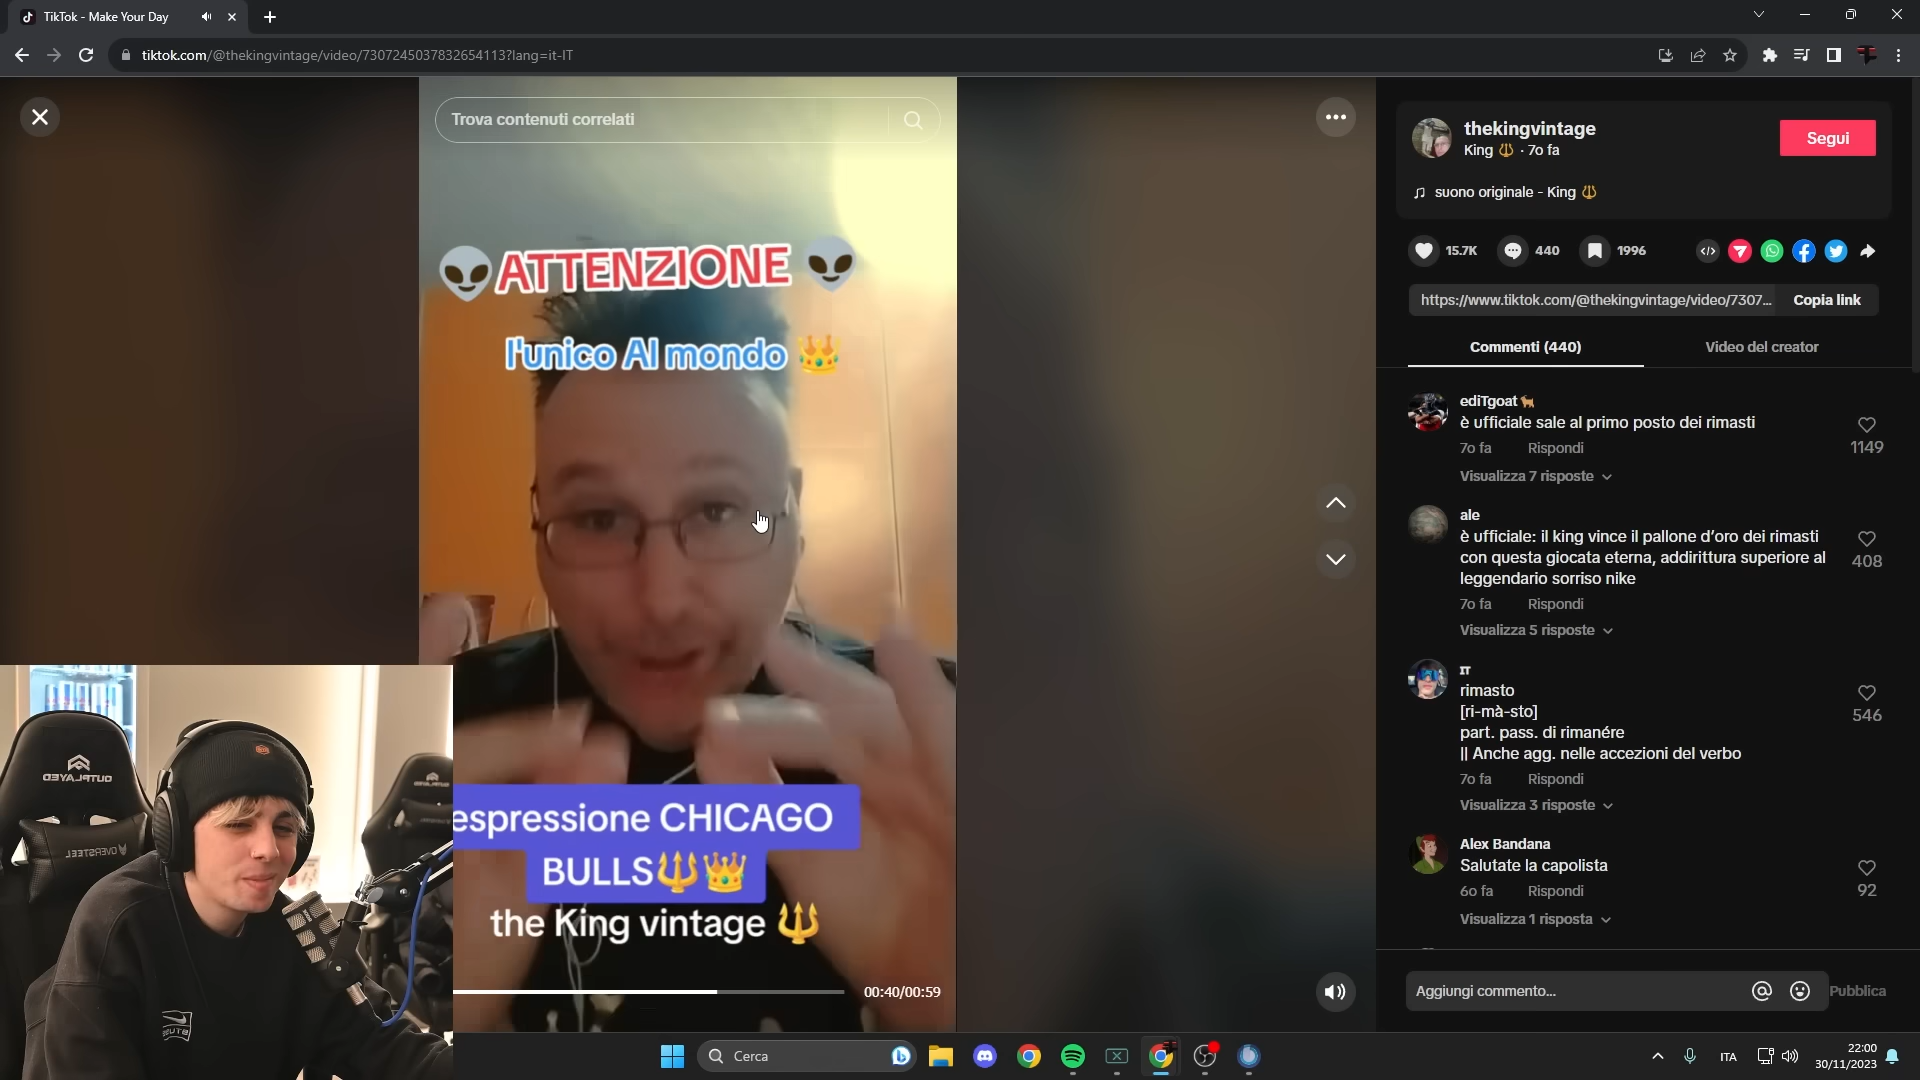 TikTok - Make Your Day
tiktok.com/@thekingvintage/video/7307245037832654113?lang=it-IT
Trova contenuti correlati
👽ATTENZIONE 👽
l'unico Al mondo 👑
espressione CHICAGO
BULLS🔱👑
the King vintage 🔱
00:40/00:59
OUTPLAYED
OVERSTEEL
thekingvintage
King 🔱 · 7o fa
Segui
suono originale - King 🔱
15.7K
440
1996
https://www.tiktok.com/@thekingvintage/video/7307...
Copia link
Commenti (440)
Video del creator
ediTgoat🐈
è ufficiale sale al primo posto dei rimasti
1149
7o fa Rispondi
Visualizza 7 risposte
ale
è ufficiale: il king vince il pallone d'oro dei rimasti
con questa giocata eterna, addirittura superiore al
leggendario sorriso nike
408
7o fa Rispondi
Visualizza 5 risposte
IT
rimasto
[ri-mà-sto]
part. pass. di rimanére
|| Anche agg. nelle accezioni del verbo
546
7o fa Rispondi
Visualizza 3 risposte
Alex Bandana
Salutate la capolista
92
6o fa Rispondi
Visualizza 1 risposta
Aggiungi commento...
Pubblica
Cerca
ITA
22:00
30/11/2023